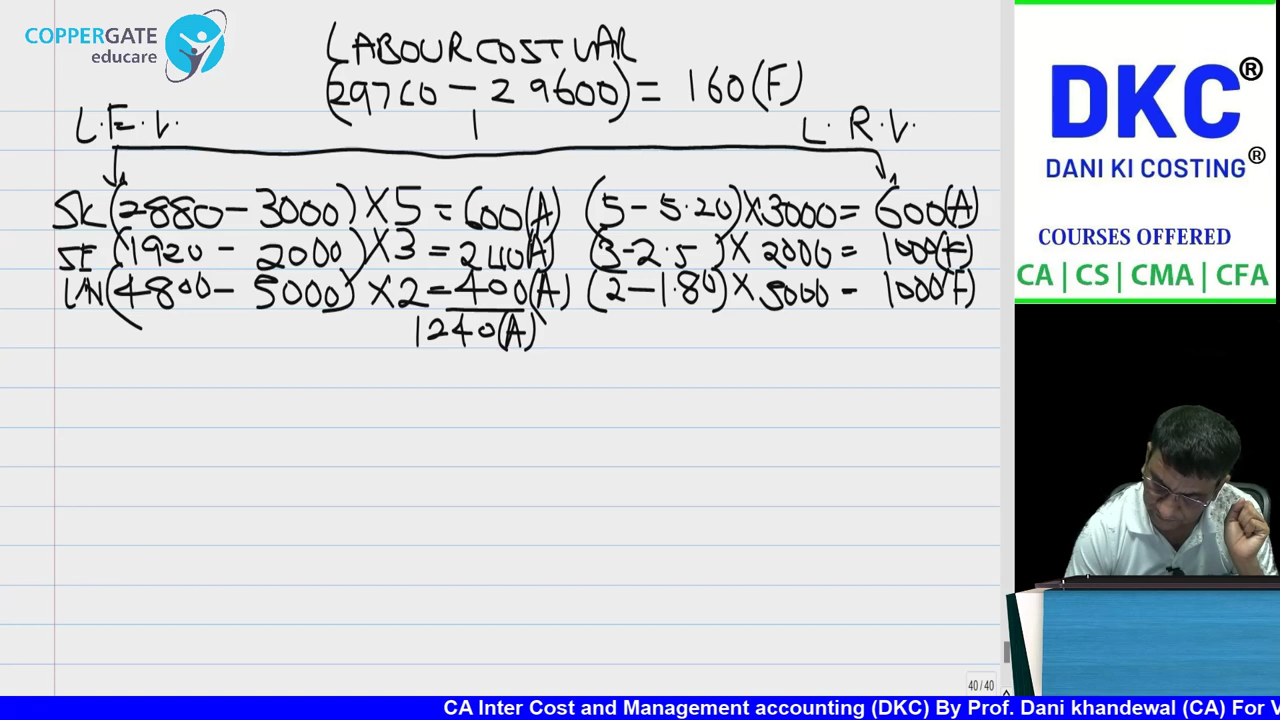 COPPERGATE
educare
LABOUR COST VAR
(29760 - 29600) = 160 (F)
L.E.V.
L.R.V.
SK (2880 - 3000) X 5 = 600 (A) (5 - 5.20) X 3000 = 600 (A)
SE (1920 - 2000) X 3 = 240 (A) (3 - 2.5) X 2000 = 1000 (F)
UN (4800 - 5000) X 2 = 400 (A) (2 - 1.80) X 5000 = 1000 (F)
1240 (A)
DKC®
DANI KI COSTING®
COURSES OFFERED
CA | CS | CMA | CFA
40/40
CA Inter Cost and Management accounting (DKC) By Prof. Dani khandewal (CA) For V